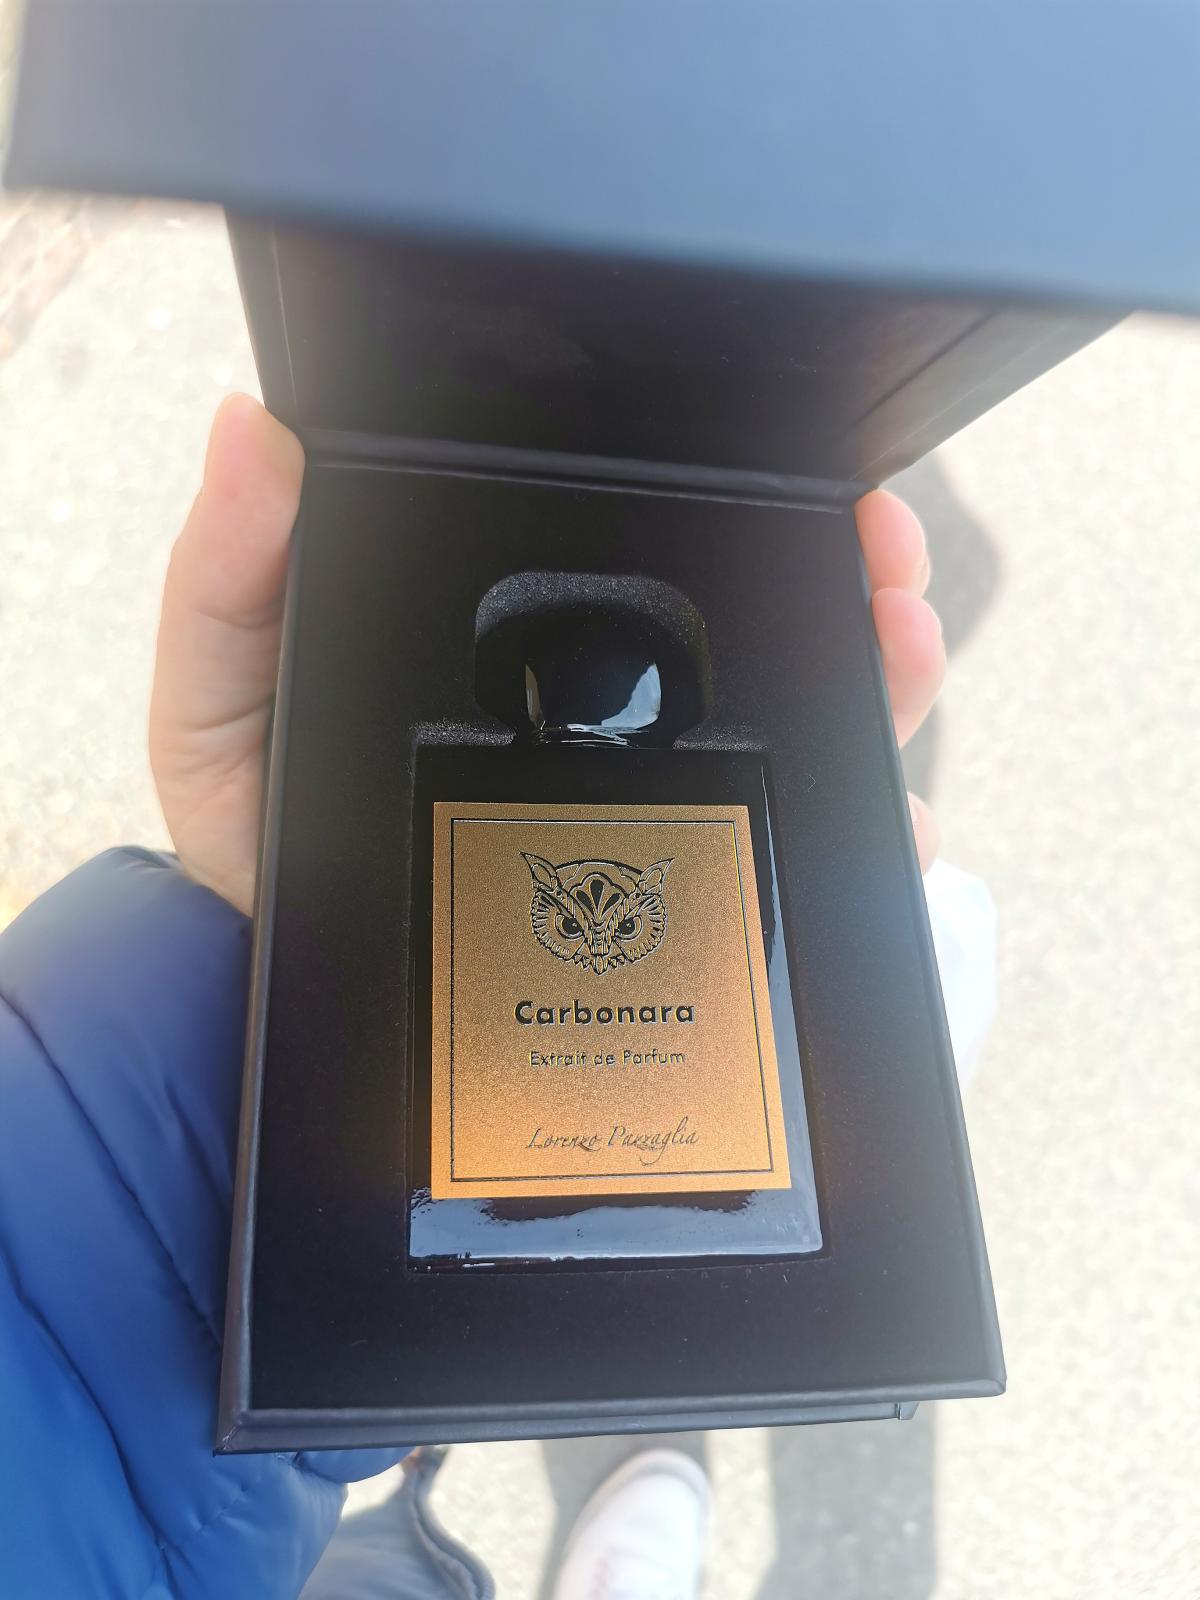 Carbonara
Extrait de Parfum
Lorenzo Pazzaglia